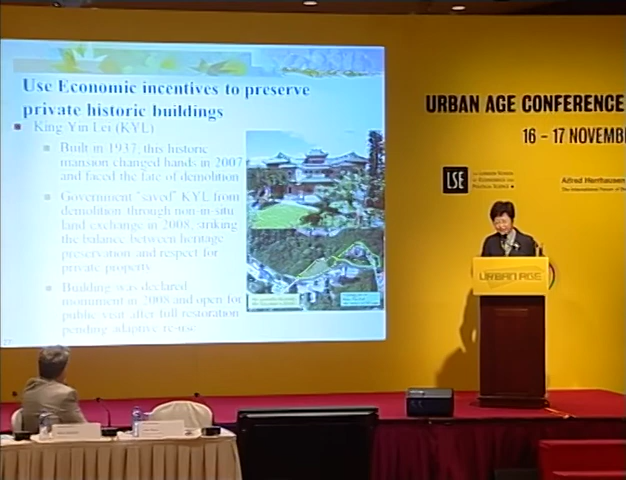 Use Economic incentives to preserve
private historic buildings
King Yin Lei (KYL)
Built in 1937, this historic
mansion changed hands in 2007
and faced the fate of demolition
Government "saved" KYL from
demolition through non-in-situ
land exchange in 2008, striking
the balance between heritage
preservation and respect for
private property
Building was declared
monument in 2008 and open for
public visit after full restoration
pending adaptive re-use
URBAN AGE CONFERENCE
16 – 17 NOVEMB
LSE
Alfred Herrhausen
URBAN AGE